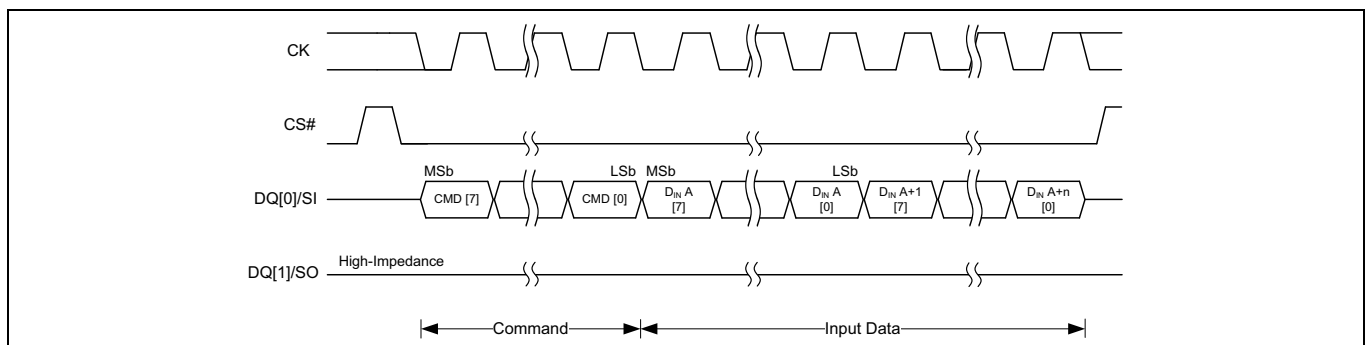 CK
CS#
MSb LSb MSb LSb
DQ[0]/SI CMD [7] CMD [0] DIN A [7] DIN A [0] DIN A+1 [7] DIN A+n [0]
DQ[1]/SO High-Impedance
Command Input Data